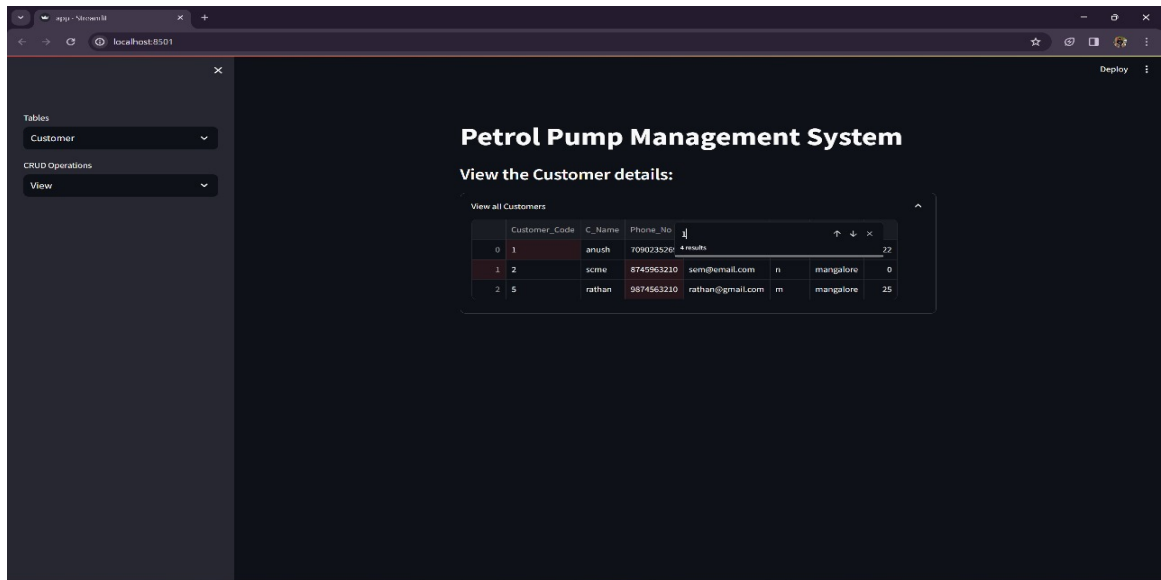 app · Streamlit
localhost:8501
Deploy
Tables
Customer
CRUD Operations
View
Petrol Pump Management System
View the Customer details:
View all Customers
Customer_Code C_Name Phone_No
1
4 results
0 1 anush 709023526 22
1 2 scme 8745963210 sem@email.com n mangalore 0
2 5 rathan 9874563210 rathan@gmail.com m mangalore 25